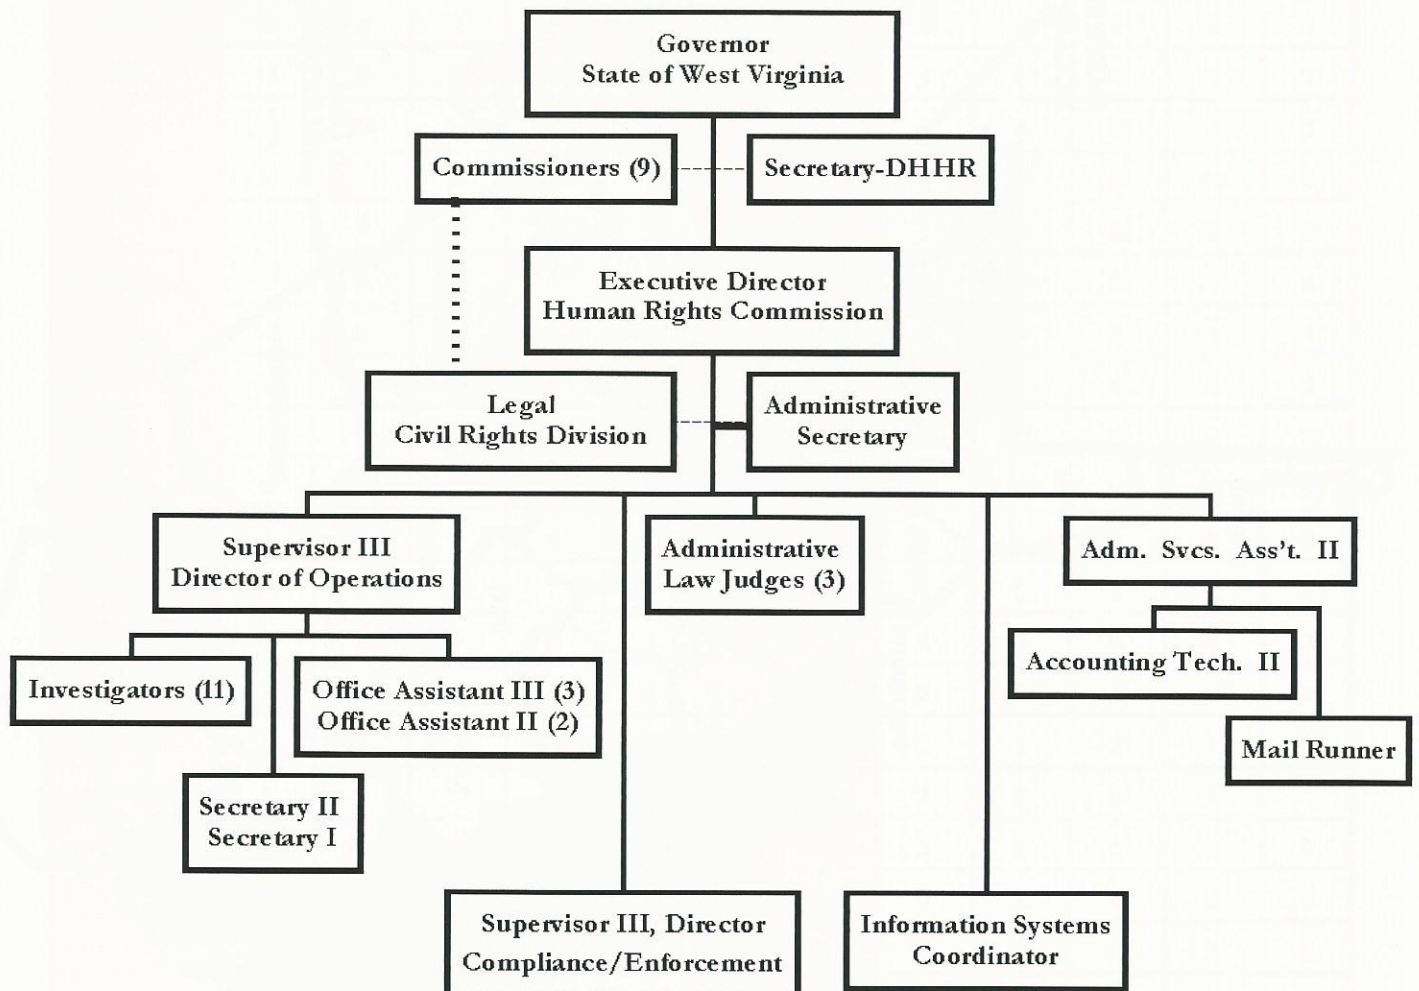 Governor
State of West Virginia
Commissioners (9)
Secretary-DHHR
Executive Director
Human Rights Commission
Legal
Civil Rights Division
Administrative
Secretary
Supervisor III
Director of Operations
Administrative
Law Judges (3)
Adm. Svcs. Ass't. II
Investigators (11)
Office Assistant III (3)
Office Assistant II (2)
Accounting Tech. II
Mail Runner
Secretary II
Secretary I
Supervisor III, Director
Compliance/Enforcement
Information Systems
Coordinator